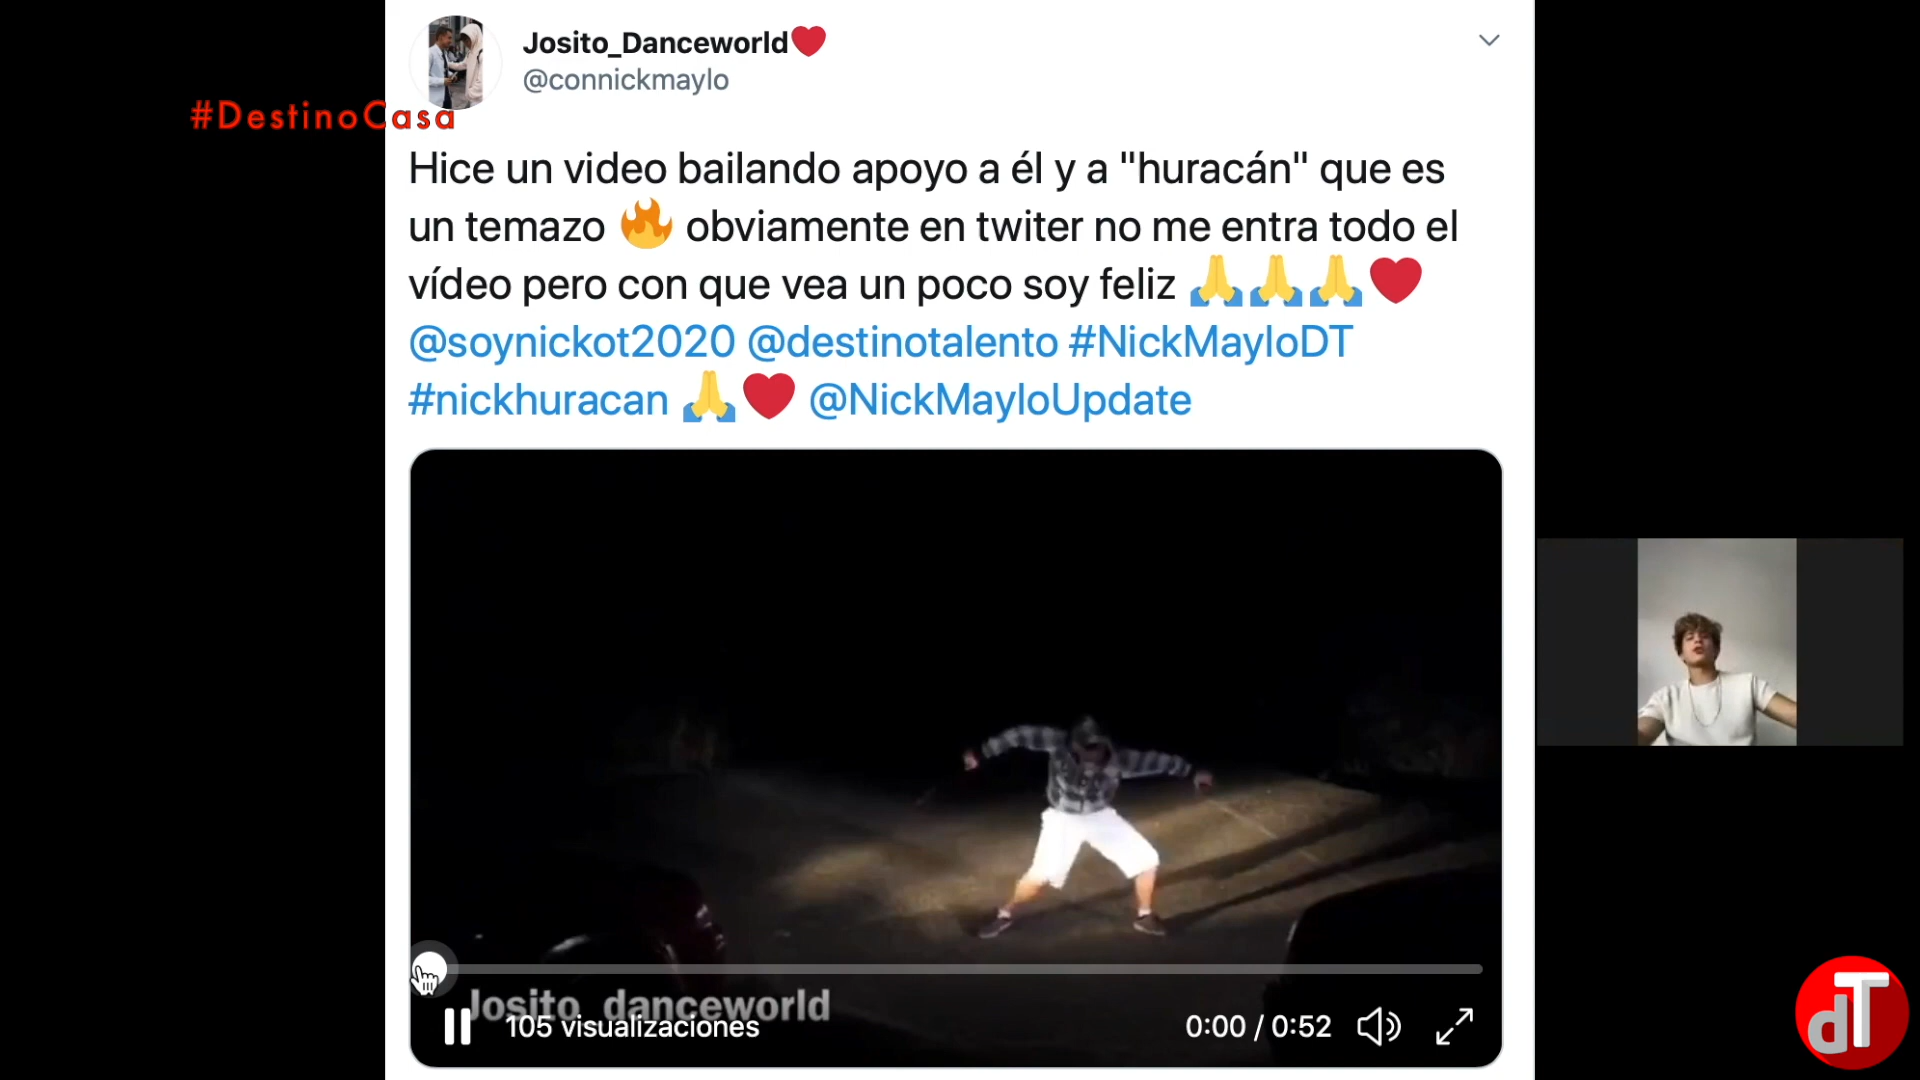 Josito_Danceworld❤️
@connickmaylo
#DestinoCasa
Hice un video bailando apoyo a él y a "huracán" que es
un temazo 🔥 obviamente en twiter no me entra todo el
vídeo pero con que vea un poco soy feliz 🙏🙏🙏❤️
@soynickot2020 @destinotalento #NickMayloDT
#nickhuracan 🙏❤️ @NickMayloUpdate
Josito_danceworld
105 visualizaciones
0:00 / 0:52
dT